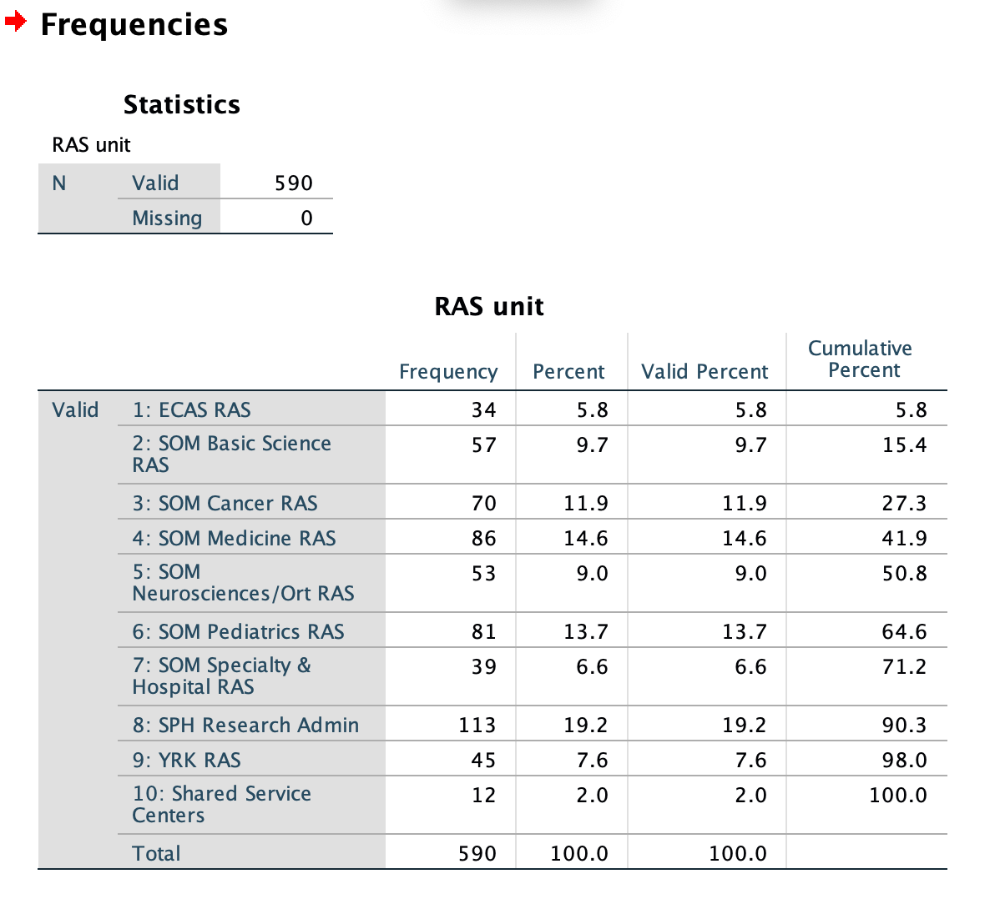 Frequencies
Statistics
RAS unit
N Valid 590
Missing 0
RAS unit
Frequency Percent Valid Percent Cumulative Percent
Valid 1: ECAS RAS 34 5.8 5.8 5.8
2: SOM Basic Science RAS 57 9.7 9.7 15.4
3: SOM Cancer RAS 70 11.9 11.9 27.3
4: SOM Medicine RAS 86 14.6 14.6 41.9
5: SOM Neurosciences/Ort RAS 53 9.0 9.0 50.8
6: SOM Pediatrics RAS 81 13.7 13.7 64.6
7: SOM Specialty & Hospital RAS 39 6.6 6.6 71.2
8: SPH Research Admin 113 19.2 19.2 90.3
9: YRK RAS 45 7.6 7.6 98.0
10: Shared Service Centers 12 2.0 2.0 100.0
Total 590 100.0 100.0